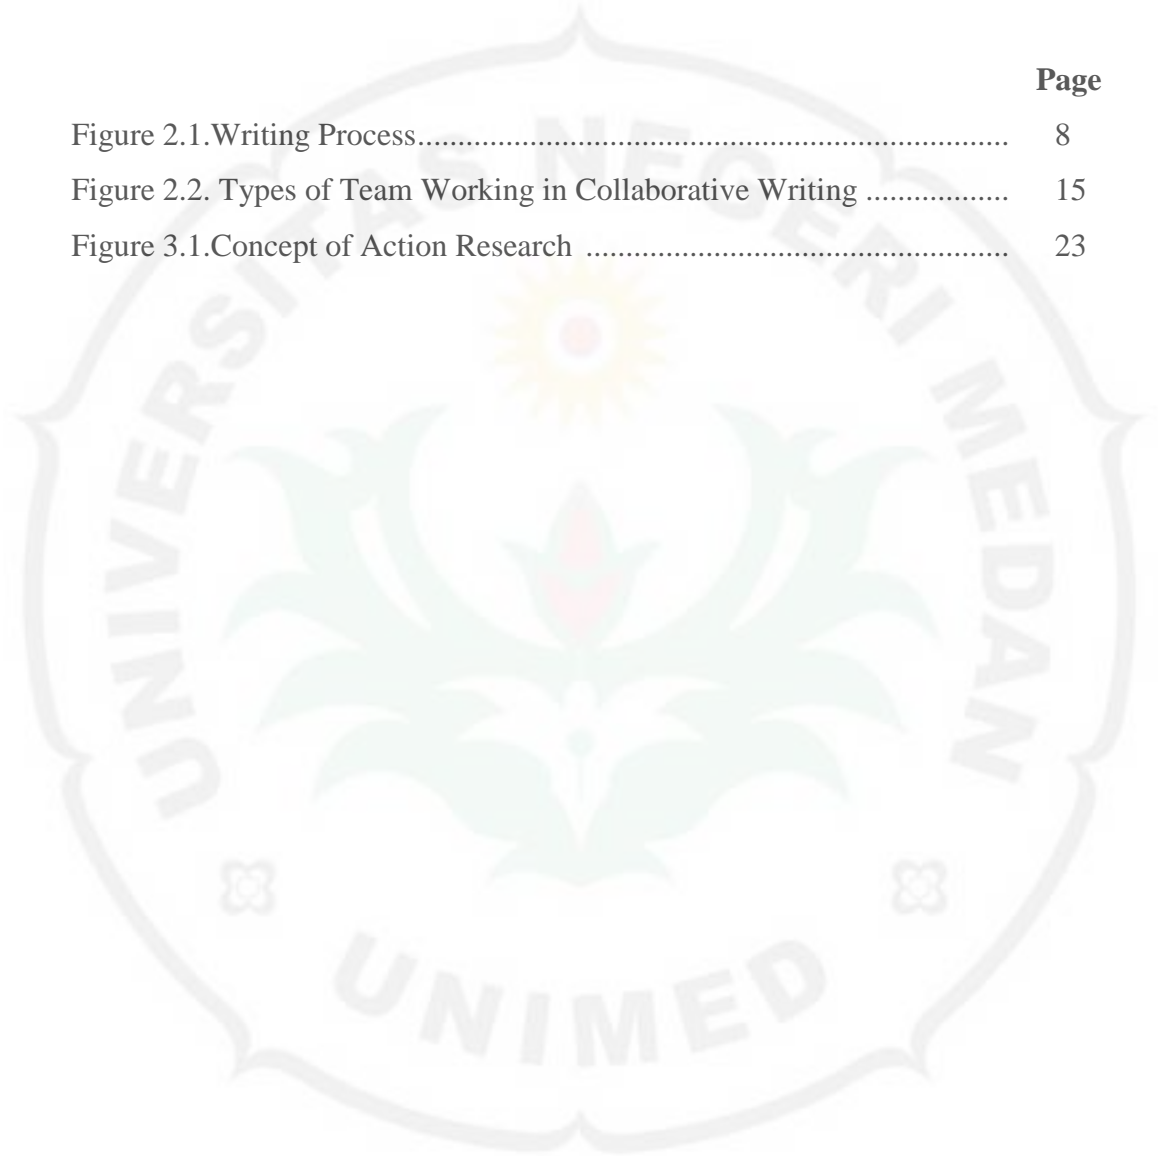 Page
Figure 2.1.Writing Process....................................................................... 8
Figure 2.2. Types of Team Working in Collaborative Writing ................. 15
Figure 3.1.Concept of Action Research ................................................... 23
UNIVERSITAS NEGERI MEDAN
UNIMED